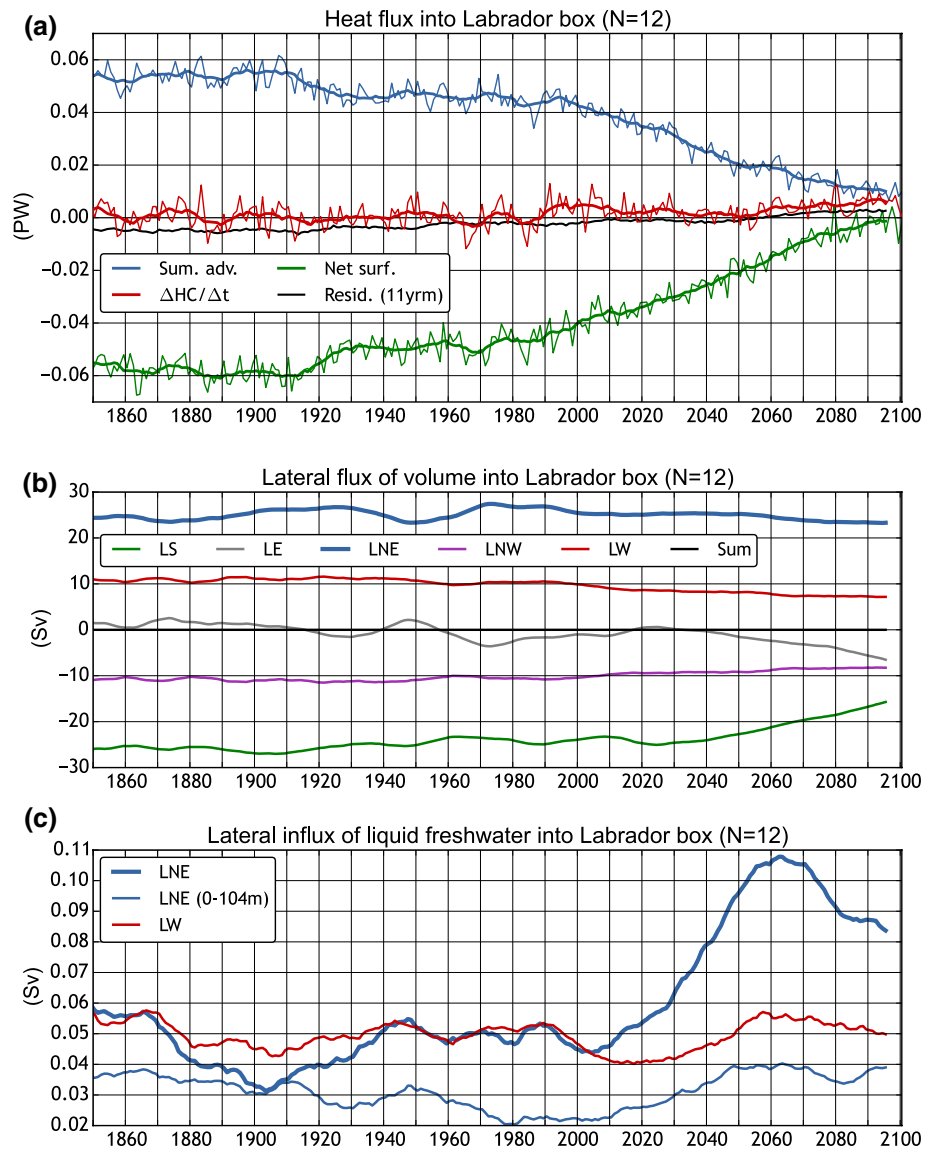 (a) Heat flux into Labrador box (N=12)
0.06
0.04
0.02
0.00
−0.02
−0.04
−0.06
(PW)
Sum. adv. Net surf.
ΔHC/Δt Resid. (11yrm)
1860 1880 1900 1920 1940 1960 1980 2000 2020 2040 2060 2080 2100
(b) Lateral flux of volume into Labrador box (N=12)
30
20
10
0
−10
−20
−30
(Sv)
LS LE LNE LNW LW Sum
1860 1880 1900 1920 1940 1960 1980 2000 2020 2040 2060 2080 2100
(c) Lateral influx of liquid freshwater into Labrador box (N=12)
0.11
0.10
0.09
0.08
0.07
0.06
0.05
0.04
0.03
0.02
(Sv)
LNE
LNE (0-104m)
LW
1860 1880 1900 1920 1940 1960 1980 2000 2020 2040 2060 2080 2100